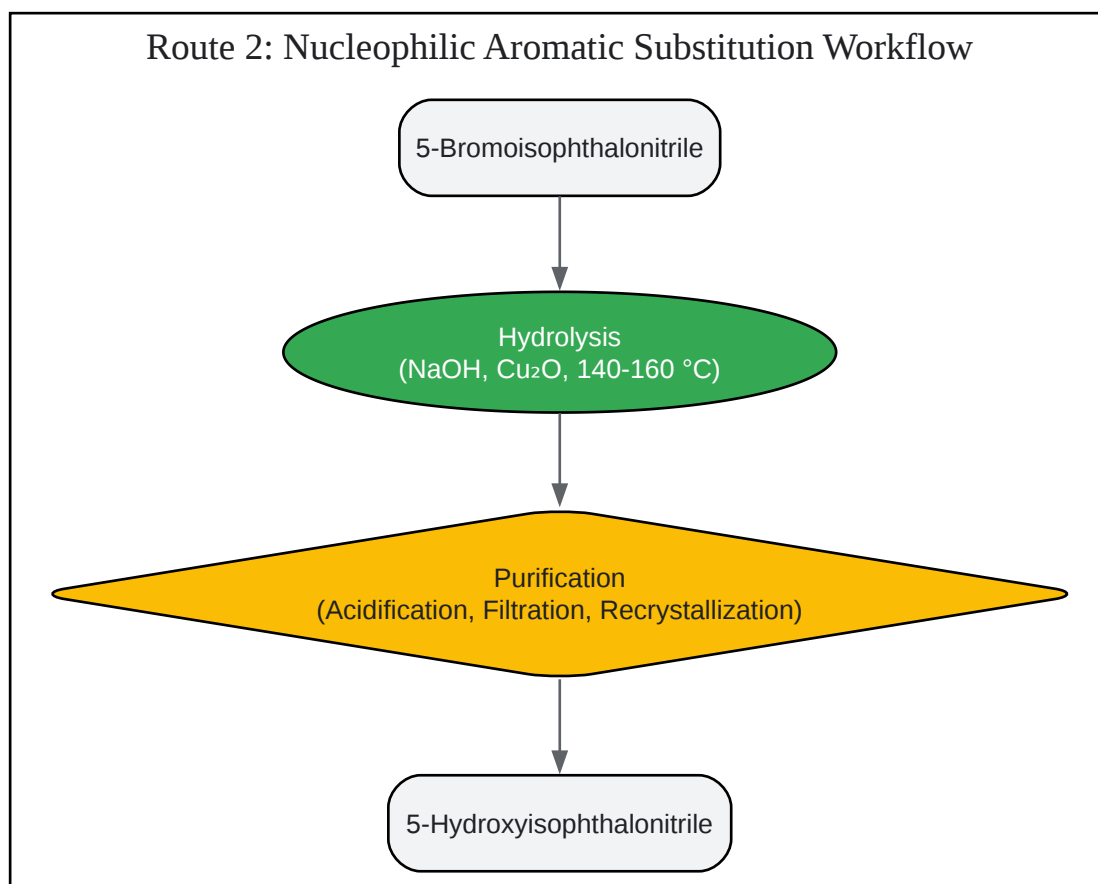 Route 2: Nucleophilic Aromatic Substitution Workflow
5-Bromoisophthalonitrile
Hydrolysis
(NaOH, Cu₂O, 140-160 °C)
Purification
(Acidification, Filtration, Recrystallization)
5-Hydroxyisophthalonitrile